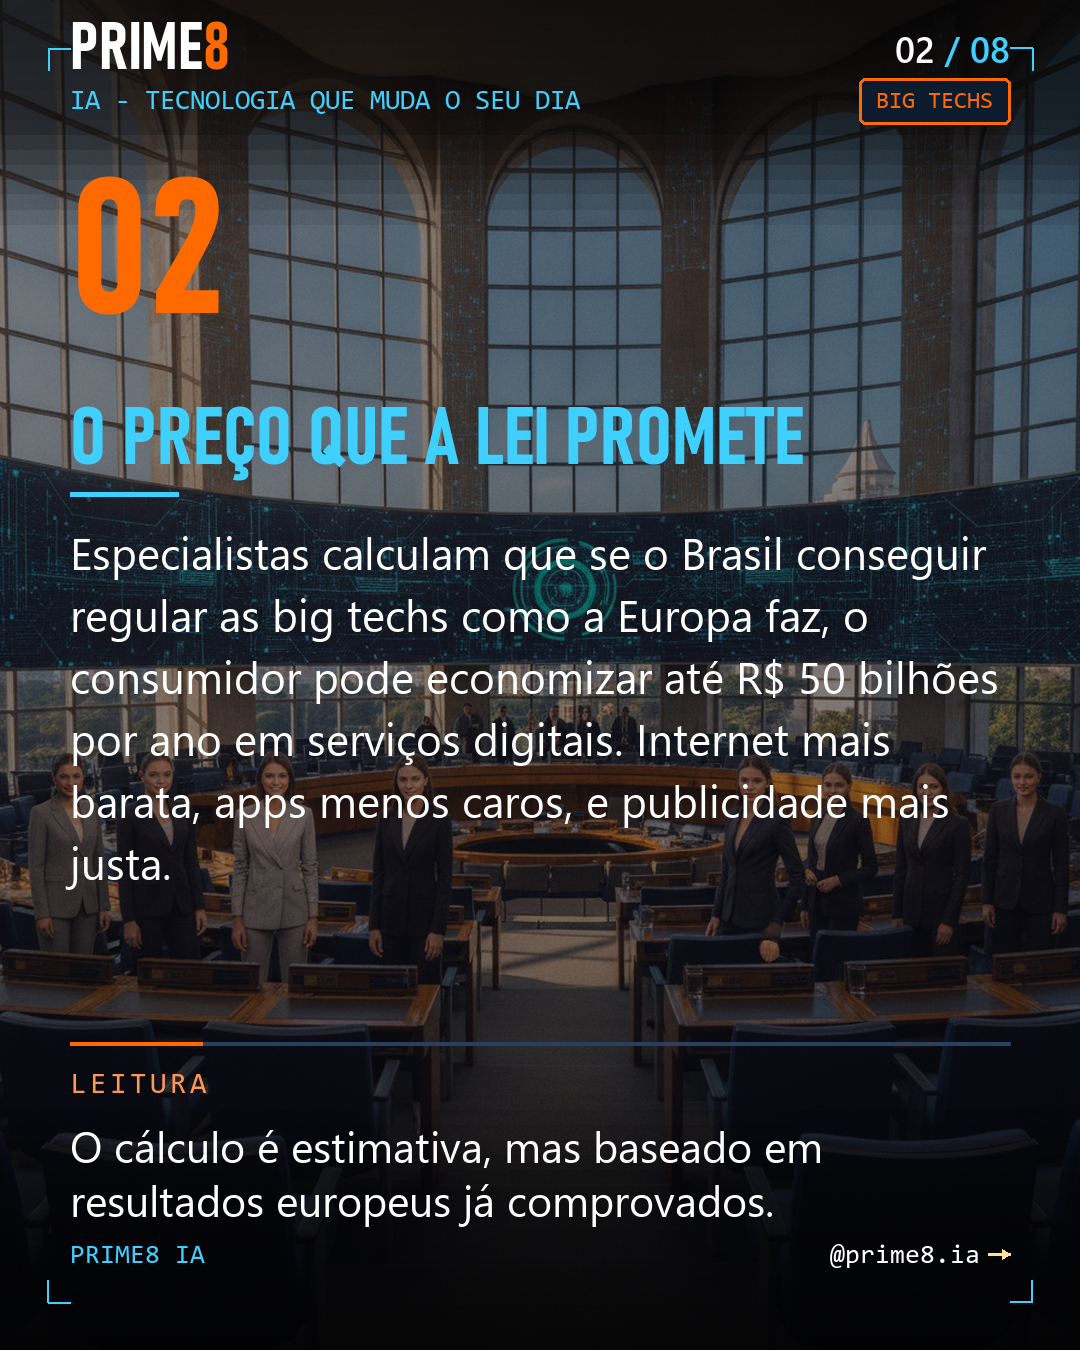 PRIME8
02 / 08
IA - TECNOLOGIA QUE MUDA O SEU DIA
BIG TECHS
02
O PREÇO QUE A LEI PROMETE
Especialistas calculam que se o Brasil conseguir
regular as big techs como a Europa faz, o
consumidor pode economizar até R$ 50 bilhões
por ano em serviços digitais. Internet mais
barata, apps menos caros, e publicidade mais
justa.
LEITURA
O cálculo é estimativa, mas baseado em
resultados europeus já comprovados.
PRIME8 IA
@prime8.ia →